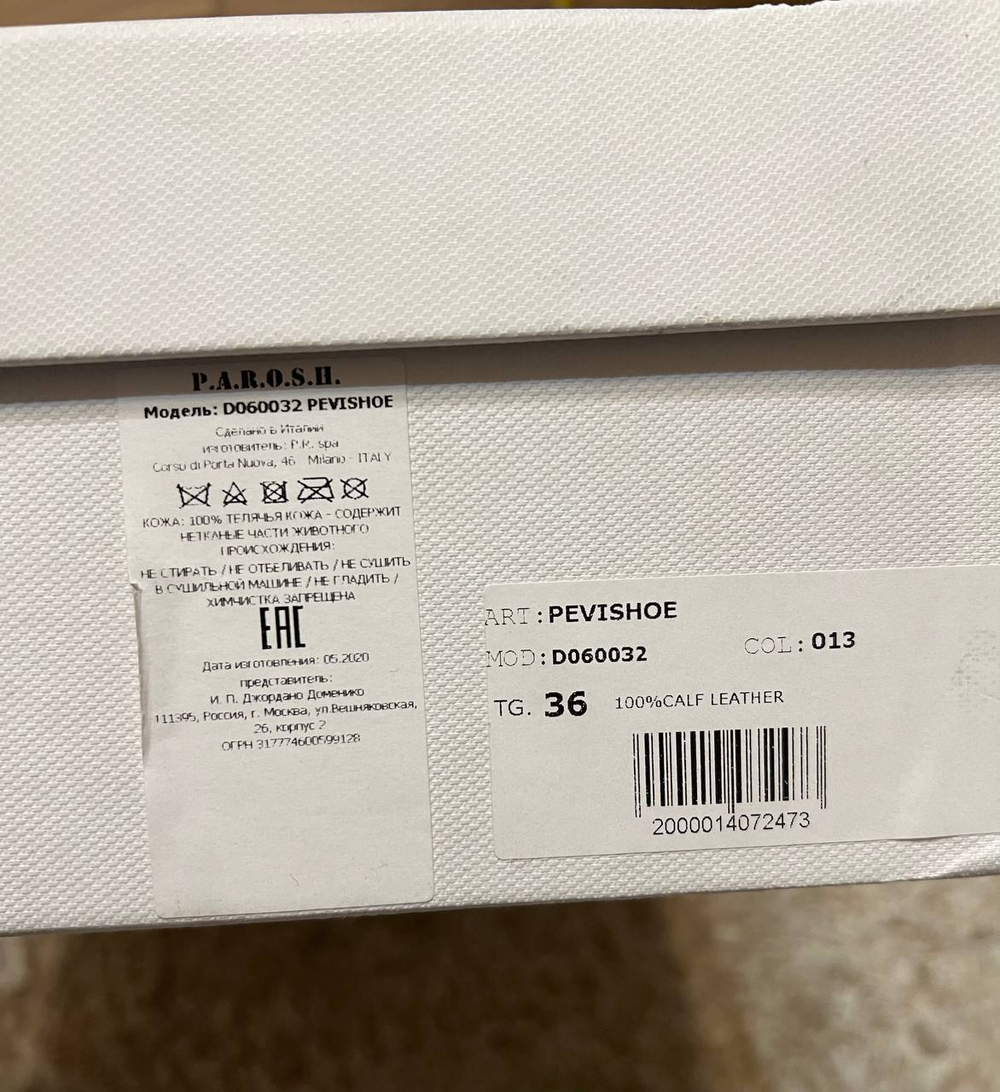 P.A.R.O.S.H.
Модель: D060032 PEVISHOE
Сделано в Италии
изготовитель: P.R. spa
Corso di Porta Nuova, 46 Milano - ITALY
КОЖА: 100% ТЕЛЯЧЬЯ КОЖА - СОДЕРЖИТ
НЕТКАНЫЕ ЧАСТИ ЖИВОТНОГО
ПРОИСХОЖДЕНИЯ:
НЕ СТИРАТЬ / НЕ ОТБЕЛИВАТЬ / НЕ СУШИТЬ
В СУШИЛЬНОЙ МАШИНЕ / НЕ ГЛАДИТЬ /
ХИМЧИСТКА ЗАПРЕЩЕНА
EAC
Дата изготовления: 05.2020
представитель:
И. П. Джордано Доменико
111395, Россия, г. Москва, ул.Вешняковская,
26, корпус 2
ОГРН 317774600599128
ART:PEVISHOE
MOD:D060032 COL:013
TG. 36 100%CALF LEATHER
2000014072473